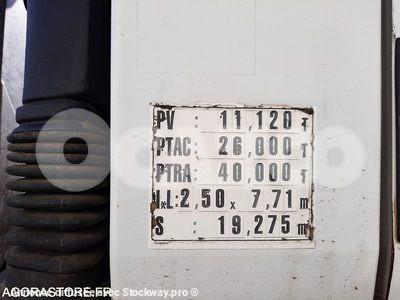 PV : 11,120 T
PTAC : 26,000 T
PTRA : 40,000 T
lxL: 2,50 x 7,71 m
S : 19,275 m
AGORASTORE.FR
avec Stockway.pro ®